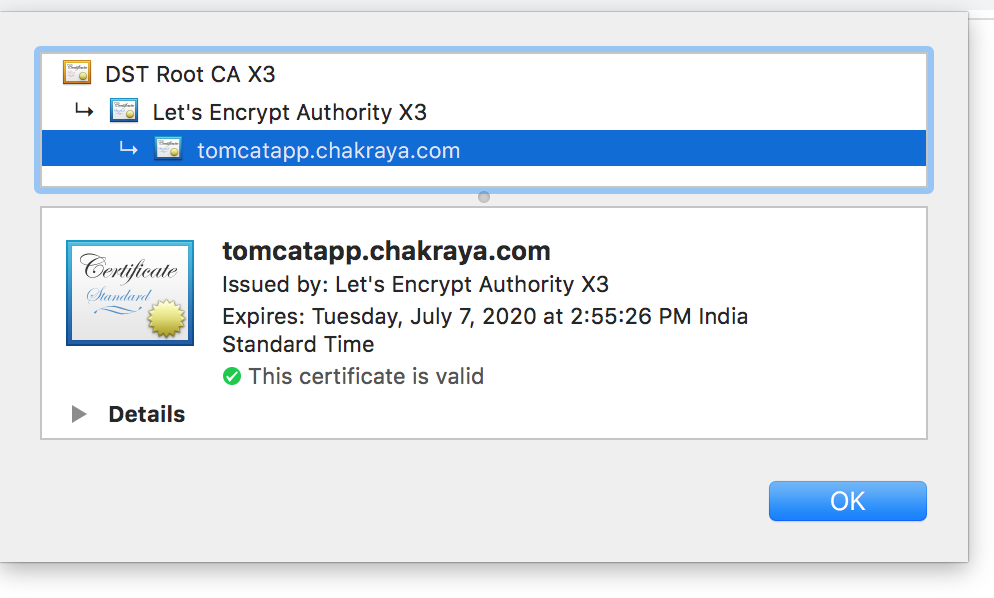 DST Root CA X3
Let's Encrypt Authority X3
tomcatapp.chakraya.com
Certificate
Standard
tomcatapp.chakraya.com
Issued by: Let's Encrypt Authority X3
Expires: Tuesday, July 7, 2020 at 2:55:26 PM India
Standard Time
This certificate is valid
Details
OK